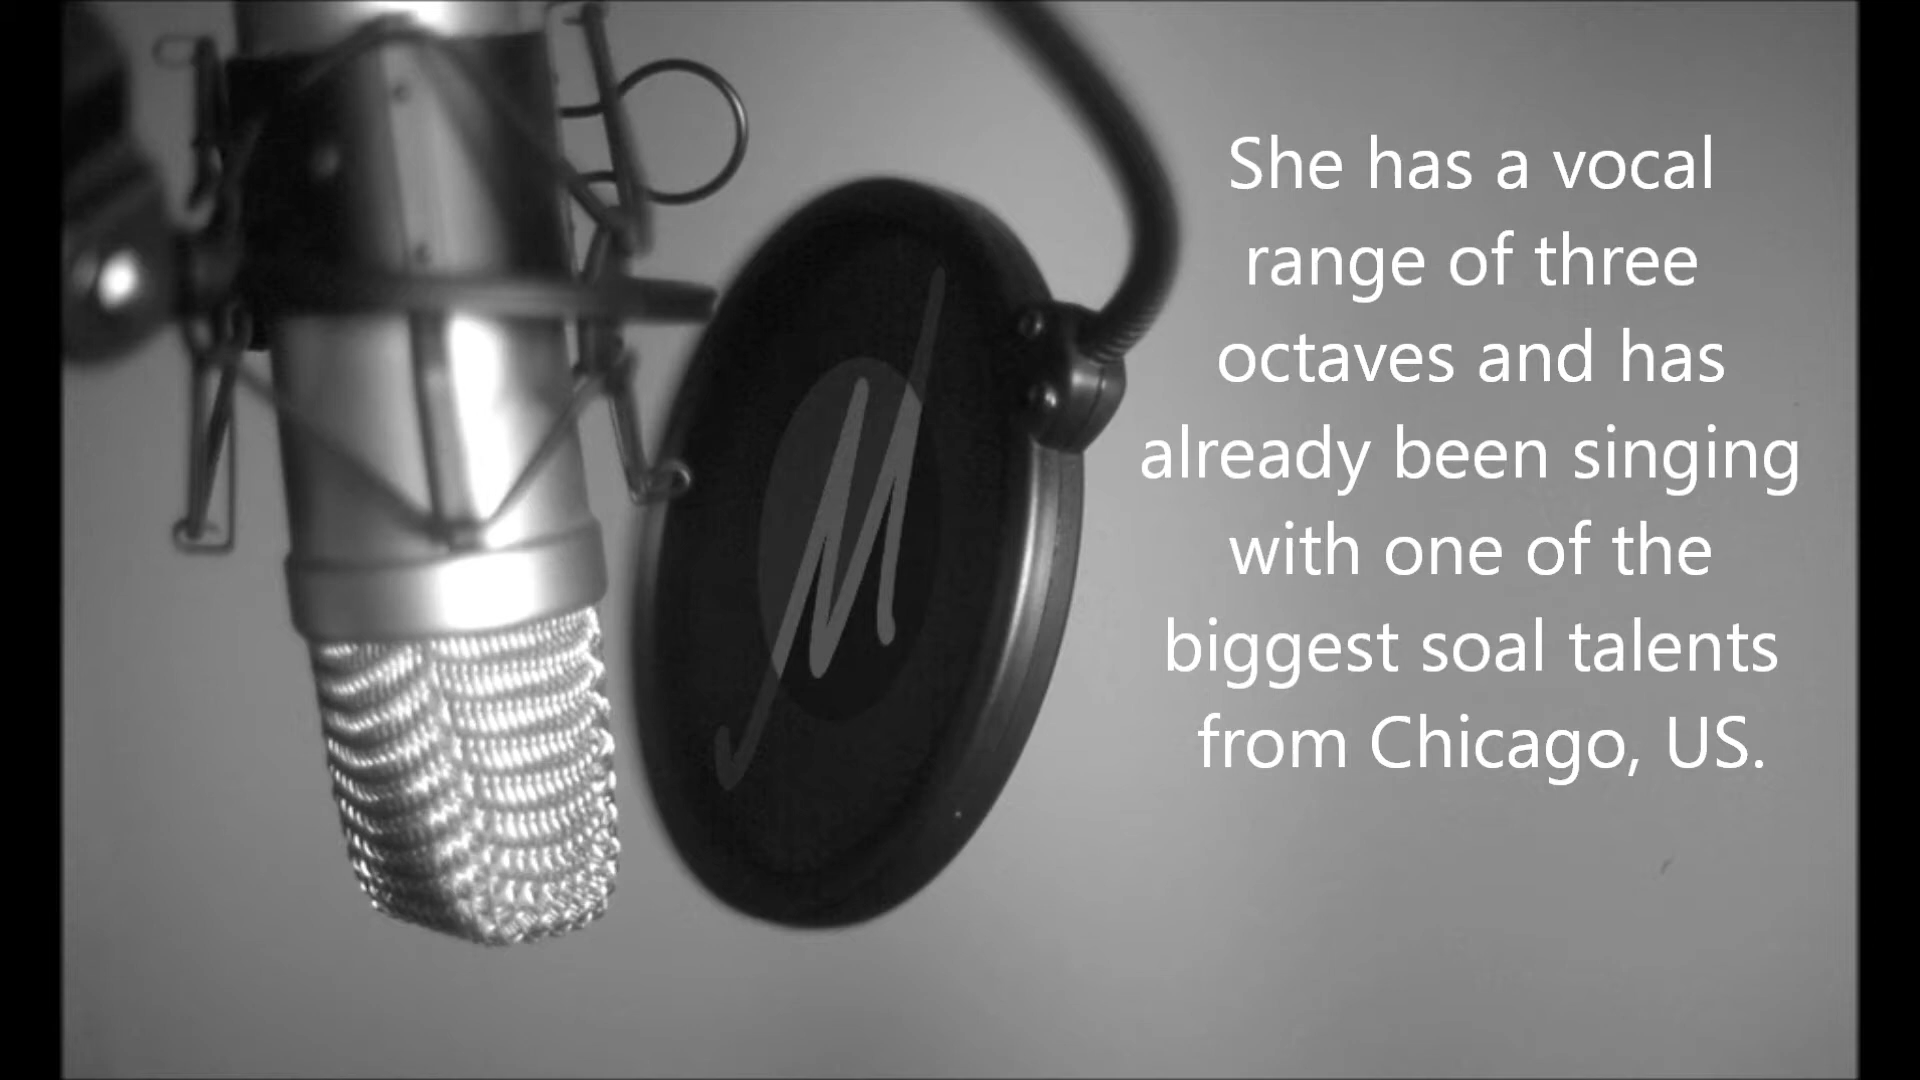 She has a vocal
range of three
octaves and has
already been singing
with one of the
biggest soal talents
from Chicago, US.
M